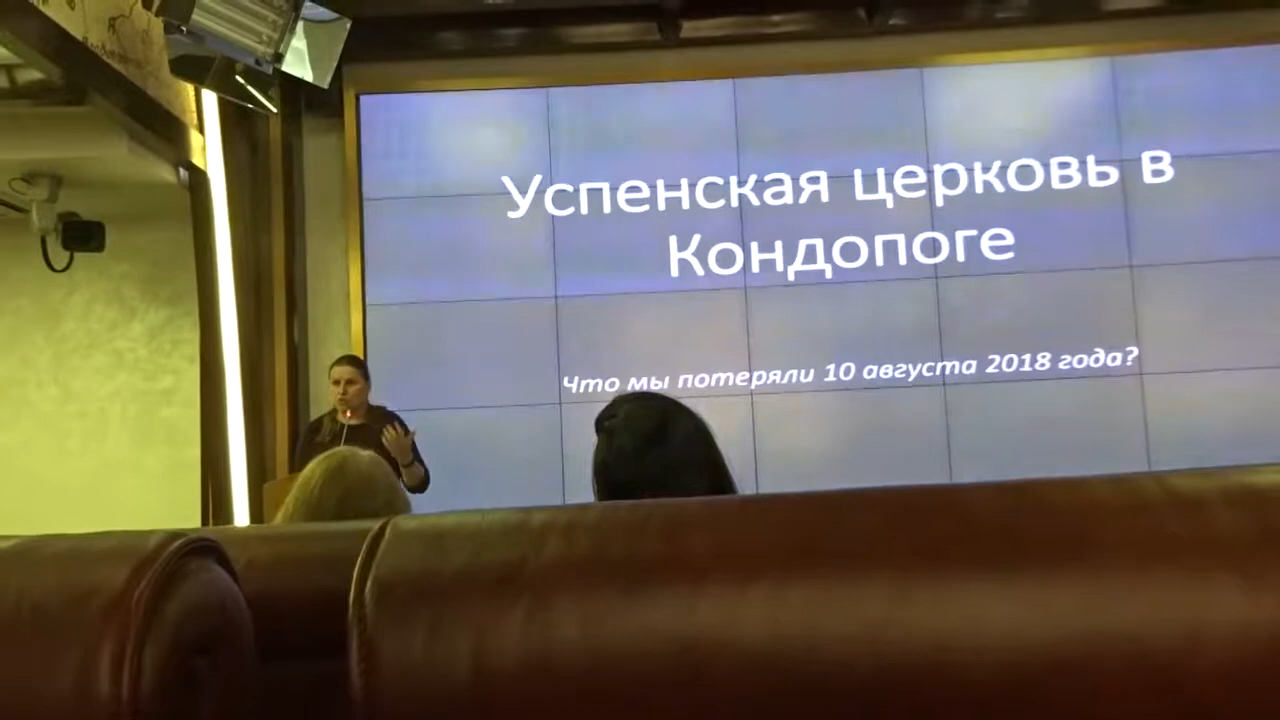 Успенская церковь в
Кондопоге
Что мы потеряли 10 августа 2018 года?